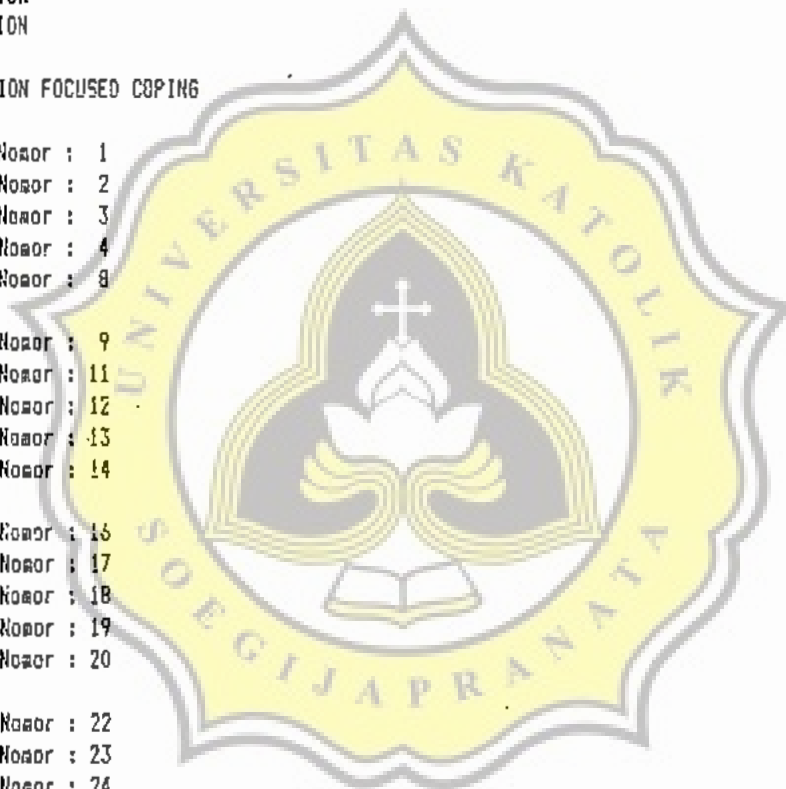 ION
ION FOCUSED COPING
Nomor : 1
Nomor : 2
Nomor : 3
Nomor : 4
Nomor : 8
Nomor : 9
Nomor : 11
Nomor : 12
Nomor : 13
Nomor : 14
Nomor : 16
Nomor : 17
Nomor : 18
Nomor : 19
Nomor : 20
Nomor : 22
Nomor : 23
Nomor : 24
UNIVERSITAS KATOLIK
SOEGIJAPRANATA